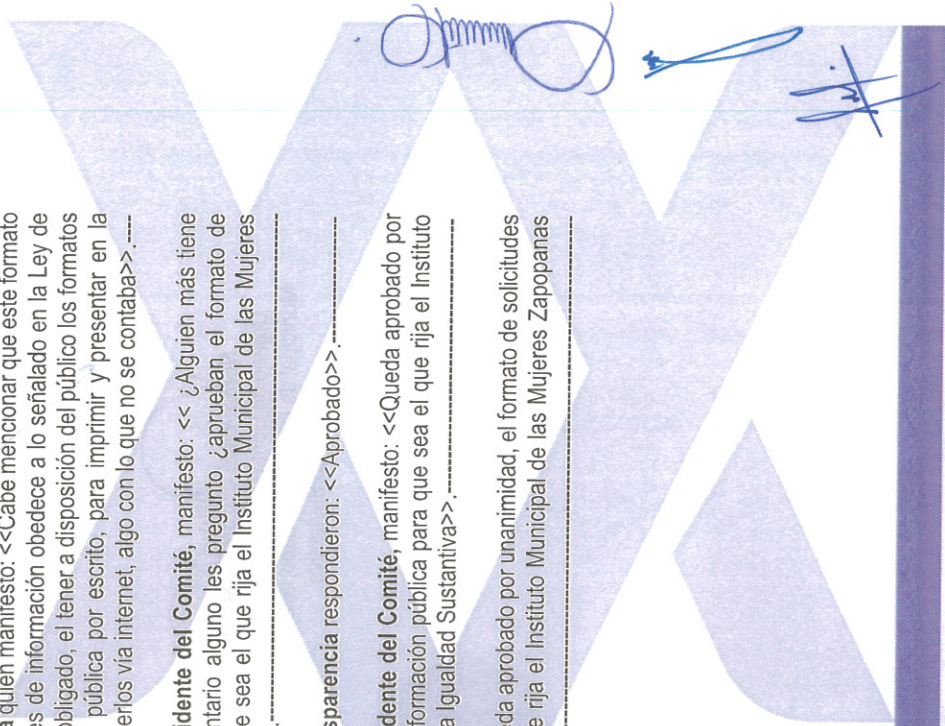 a quien manifesto: <<Cabe mencionar que este formato
es de información obedece a lo señalado en la Ley de
obligado, el tener a disposición del público los formatos
pública por escrito, para imprimir y presentar en la
erlos vía internet, algo con lo que no se contaba>>.----
idente del Comité, manifesto: << ¿Alguien más tiene
ntario alguno les pregunto ¿aprueban el formato de
e sea el que rija el Instituto Municipal de las Mujeres
.----------------------------------------------------------------
sparencia respondieron: <<Aprobado>>.--------------------
dente del Comité, manifesto: <<Queda aprobado por
formación pública para que sea el que rija el Instituto
a Igualdad Sustantiva>>.--------------------------------
eda aprobado por unanimidad, el formato de solicitudes
e rija el Instituto Municipal de las Mujeres Zapopanas
----------------------------------------------------------------